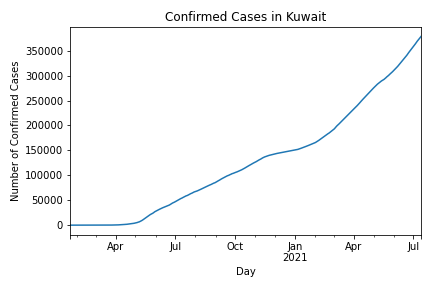 Confirmed Cases in Kuwait
Number of Confirmed Cases
350000
300000
250000
200000
150000
100000
50000
0
Apr Jul Oct Jan Apr Jul
2021
Day